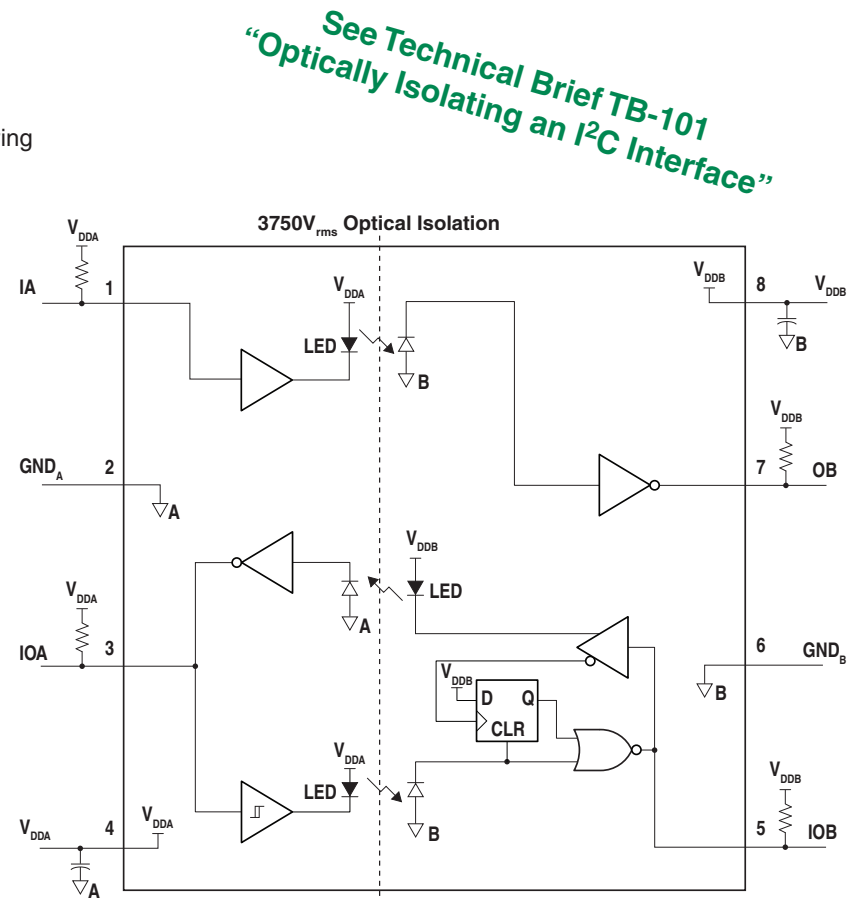 See Technical Brief TB-101
“Optically Isolating an I²C Interface”
ing
3750Vrms Optical Isolation
VDDA
IA
1
VDDA
LED
B
VDDB
8
VDDB
B
VDDB
7
OB
GNDA
2
A
VDDB
LED
A
VDDA
IOA
3
6
GNDB
B
VDDB
D
Q
CLR
VDDA
LED
B
VDDB
5
IOB
VDDA
4
VDDA
A